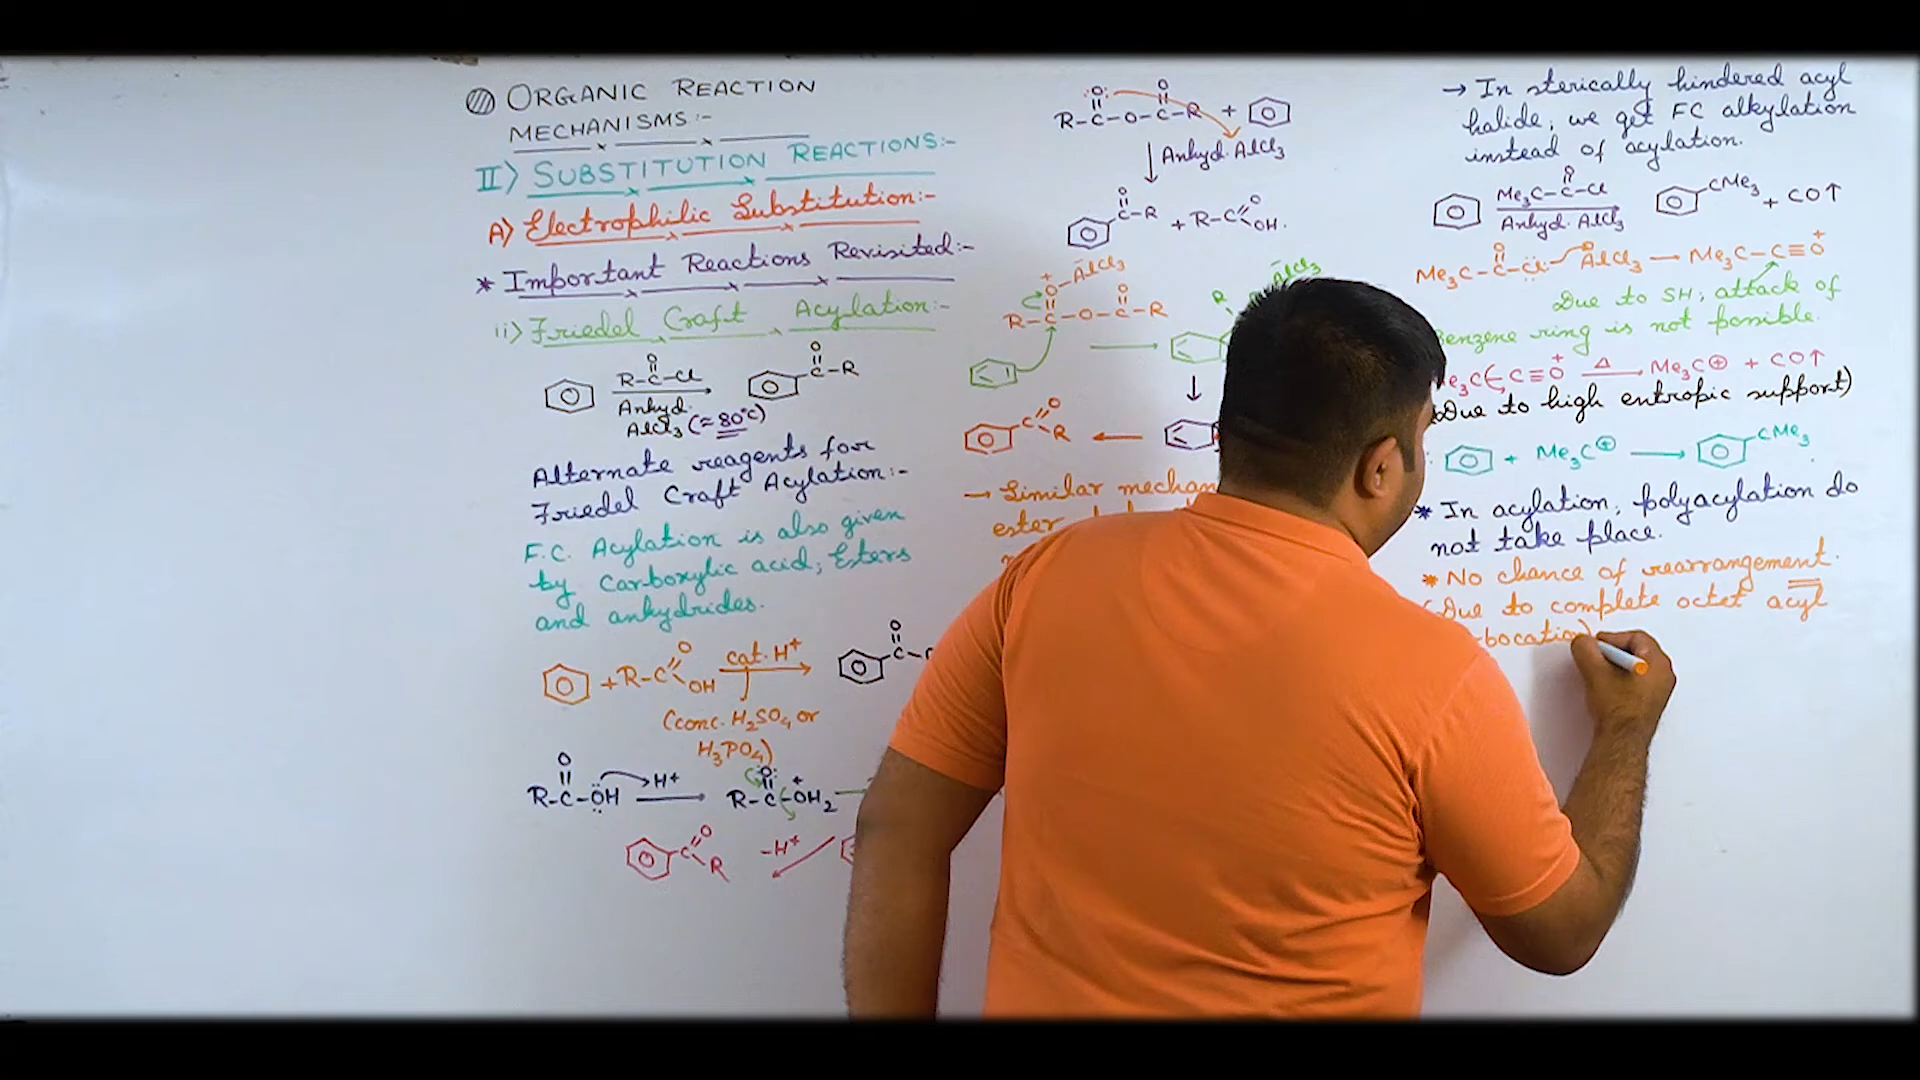 ORGANIC REACTION
MECHANISMS:-
II) SUBSTITUTION REACTIONS:-
A) Electrophilic Substitution:-
* Important Reactions Revisited:-
ii) Friedel Craft Acylation:-
O
R-C-Cl
Anhyd.
AlCl3 (≈80°C)
O
C-R
Alternate reagents for
Friedel Craft Acylation:-
F.C. Acylation is also given
by Carboxylic acid; Esters
and anhydrides.
+ R-C
O
OH
cat. H+
(conc. H2SO4 or
H3PO4)
O
C-
O
R-C-ÖH
H+
O
R-C-OH2
+
-H+
C
O
R
:O:
O
R-C-O-C-R +
Anhyd. AlCl3
O
C-R + R-C
O
OH.
+
O-AlCl3
O
R-C-O-C-R
AlCl3
R
C
O
R
→ Similar mechan
ester
→ In sterically hindered acyl
halide; we get FC alkylation
instead of acylation.
O
Me3C-C-Cl
Anhyd. AlCl3
CMe3 + CO↑
O
Me3C-C-Cl: AlCl3 → Me3C-C≡O
+
Due to SH; attack of
Benzene ring is not possible.
Me3C C≡O
+
Δ
Me3C⊕ + CO↑
(Due to high entropic support)
+ Me3C⊕ →
CMe3
* In acylation, polyacylation do
not take place.
* No chance of rearrangement.
(Due to complete octet acyl
bocation)